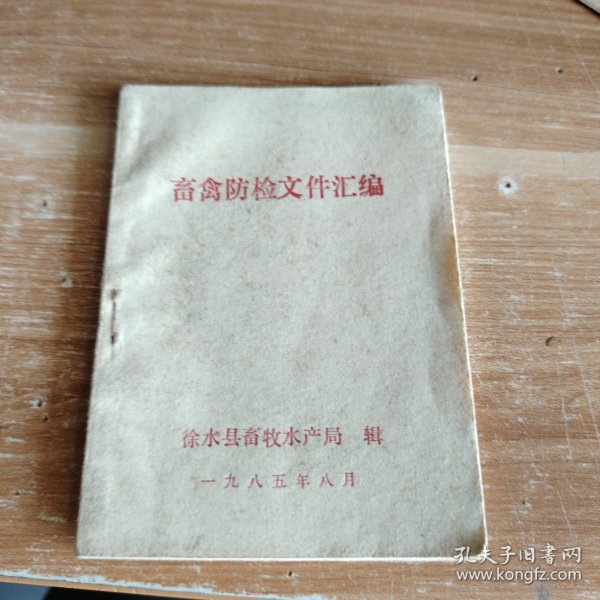 畜禽防检文件汇编
徐水县畜牧水产局 辑
一九八五年八月
孔夫子旧书网
www.kongfz.com